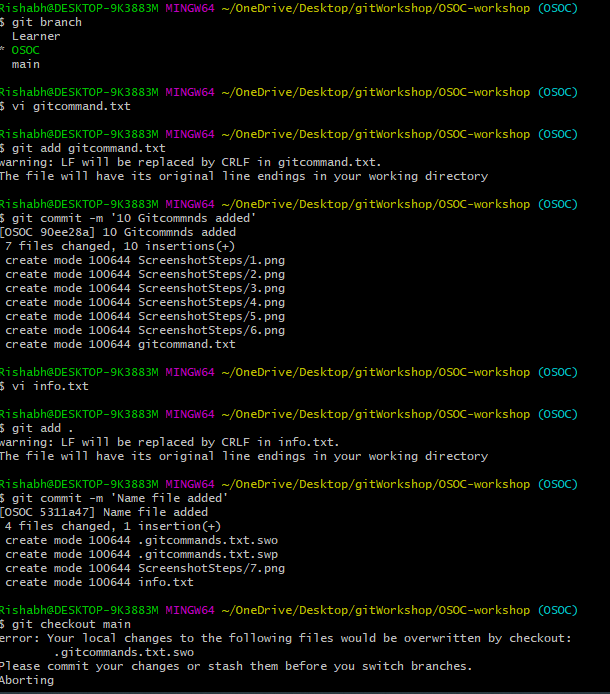 Rishabh@DESKTOP-9K3883M MINGW64 ~/OneDrive/Desktop/gitWorkshop/OSOC-workshop (OSOC)
$ git branch
  Learner
* OSOC
  main

Rishabh@DESKTOP-9K3883M MINGW64 ~/OneDrive/Desktop/gitWorkshop/OSOC-workshop (OSOC)
$ vi gitcommand.txt

Rishabh@DESKTOP-9K3883M MINGW64 ~/OneDrive/Desktop/gitWorkshop/OSOC-workshop (OSOC)
$ git add gitcommand.txt
warning: LF will be replaced by CRLF in gitcommand.txt.
The file will have its original line endings in your working directory

Rishabh@DESKTOP-9K3883M MINGW64 ~/OneDrive/Desktop/gitWorkshop/OSOC-workshop (OSOC)
$ git commit -m '10 Gitcommnds added'
[OSOC 90ee28a] 10 Gitcommnds added
 7 files changed, 10 insertions(+)
 create mode 100644 ScreenshotSteps/1.png
 create mode 100644 ScreenshotSteps/2.png
 create mode 100644 ScreenshotSteps/3.png
 create mode 100644 ScreenshotSteps/4.png
 create mode 100644 ScreenshotSteps/5.png
 create mode 100644 ScreenshotSteps/6.png
 create mode 100644 gitcommand.txt

Rishabh@DESKTOP-9K3883M MINGW64 ~/OneDrive/Desktop/gitWorkshop/OSOC-workshop (OSOC)
$ vi info.txt

Rishabh@DESKTOP-9K3883M MINGW64 ~/OneDrive/Desktop/gitWorkshop/OSOC-workshop (OSOC)
$ git add .
warning: LF will be replaced by CRLF in info.txt.
The file will have its original line endings in your working directory

Rishabh@DESKTOP-9K3883M MINGW64 ~/OneDrive/Desktop/gitWorkshop/OSOC-workshop (OSOC)
$ git commit -m 'Name file added'
[OSOC 5311a47] Name file added
 4 files changed, 1 insertion(+)
 create mode 100644 .gitcommands.txt.swo
 create mode 100644 .gitcommands.txt.swp
 create mode 100644 ScreenshotSteps/7.png
 create mode 100644 info.txt

Rishabh@DESKTOP-9K3883M MINGW64 ~/OneDrive/Desktop/gitWorkshop/OSOC-workshop (OSOC)
$ git checkout main
error: Your local changes to the following files would be overwritten by checkout:
        .gitcommands.txt.swo
Please commit your changes or stash them before you switch branches.
Aborting